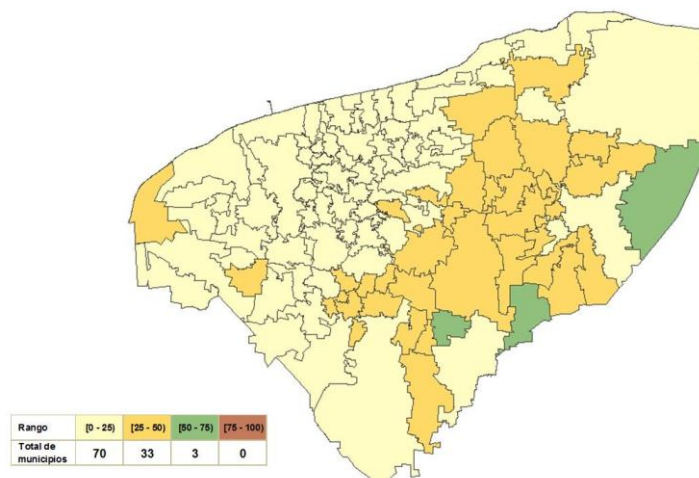 Rango [0 - 25) [25 - 50) [50 - 75) [75 - 100)
Total de municipios 70 33 3 0